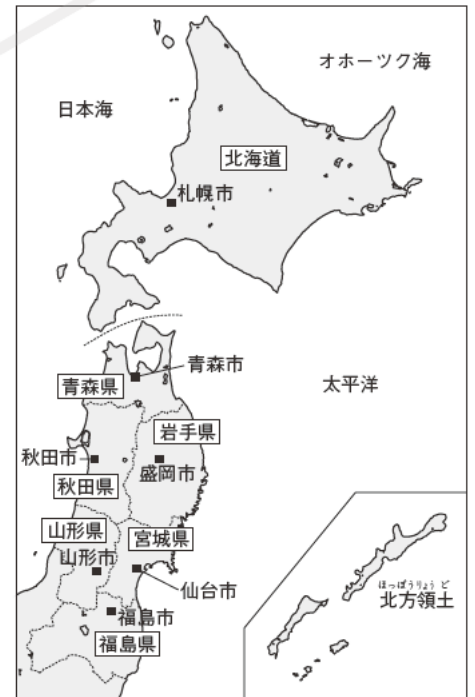 オホーツク海
日本海
北海道
札幌市
青森市
青森県
太平洋
岩手県
秋田市
盛岡市
秋田県
山形県
宮城県
山形市
仙台市
福島市
福島県
ほっぽうりょうど
北方領土